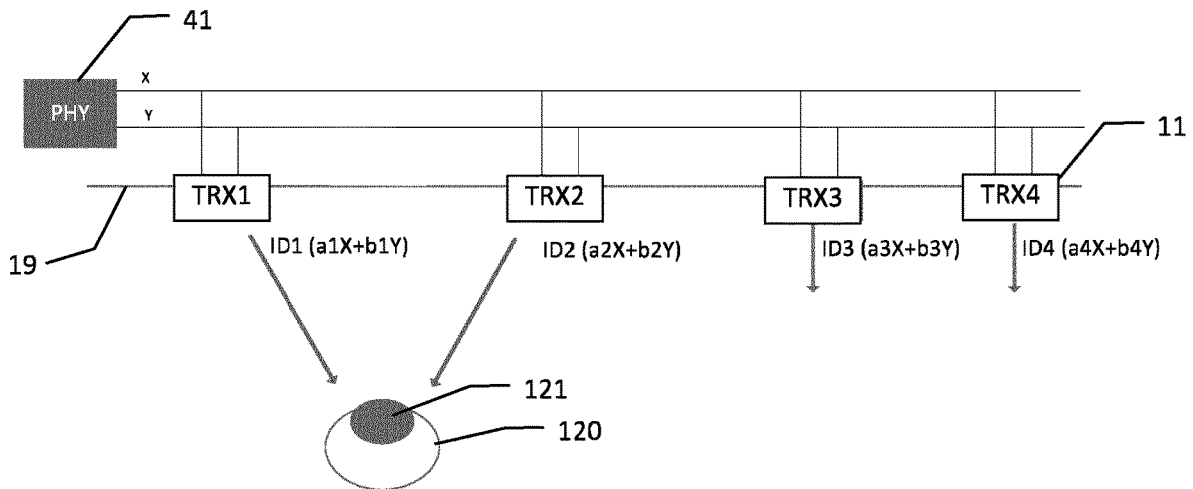 41
PHY
X
Y
11
TRX1
TRX2
TRX3
TRX4
19
ID1 (a1X+b1Y)
ID2 (a2X+b2Y)
ID3 (a3X+b3Y)
ID4 (a4X+b4Y)
121
120